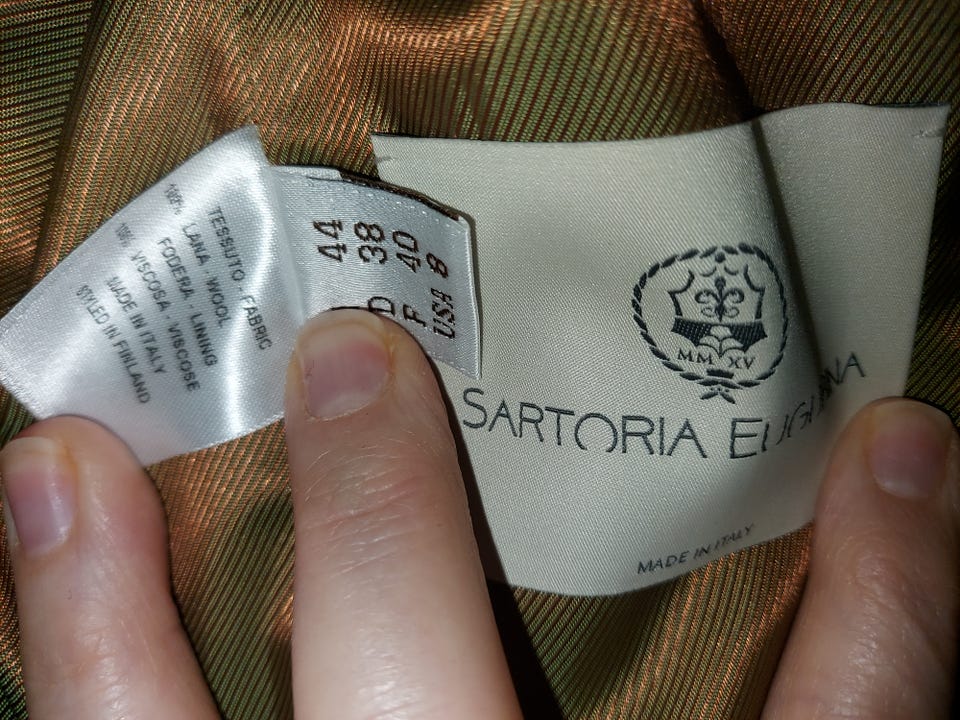 TESSUTO - FABRIC
100% LANA - WOOL
FODERA - LINING
100% VISCOSA VISCOSE
MADE IN ITALY
STYLED IN FINLAND
44
D 38
F 40
USA 8
MM XV
SARTORIA
MADE IN ITALY